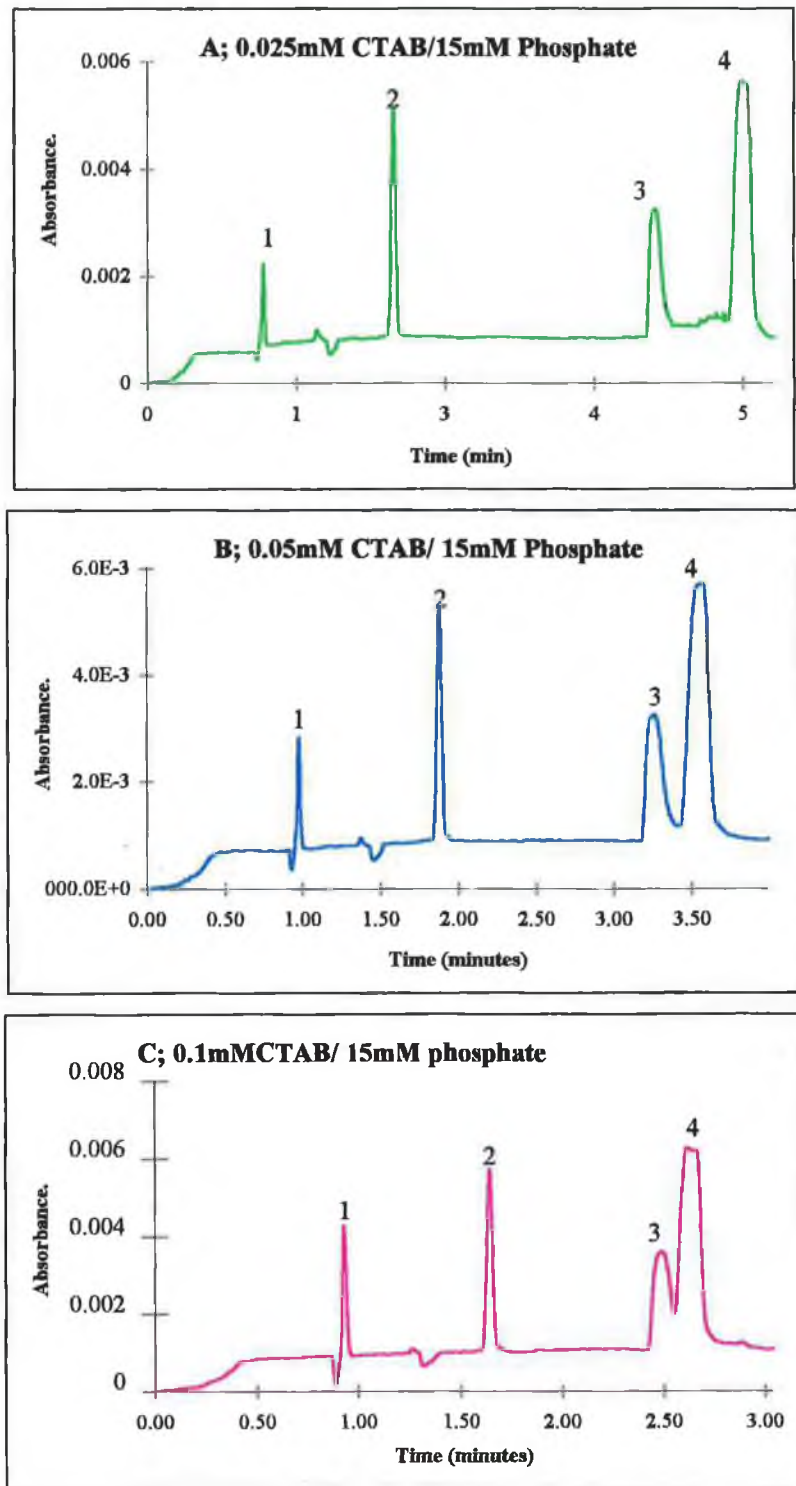 A; 0.025mM CTAB/15mM Phosphate
0.006
0.004
0.002
0
Absorbance.
1
2
3
4
0 1 3 4 5
Time (min)
B; 0.05mM CTAB/ 15mM Phosphate
6.0E-3
4.0E-3
2.0E-3
000.0E+0
Absorbance.
1
2
3
4
0.00 0.50 1.00 1.50 2.00 2.50 3.00 3.50
Time (minutes)
C; 0.1mMCTAB/ 15mM phosphate
0.008
0.006
0.004
0.002
0
Absorbance.
1
2
3
4
0.00 0.50 1.00 1.50 2.00 2.50 3.00
Time (minutes)